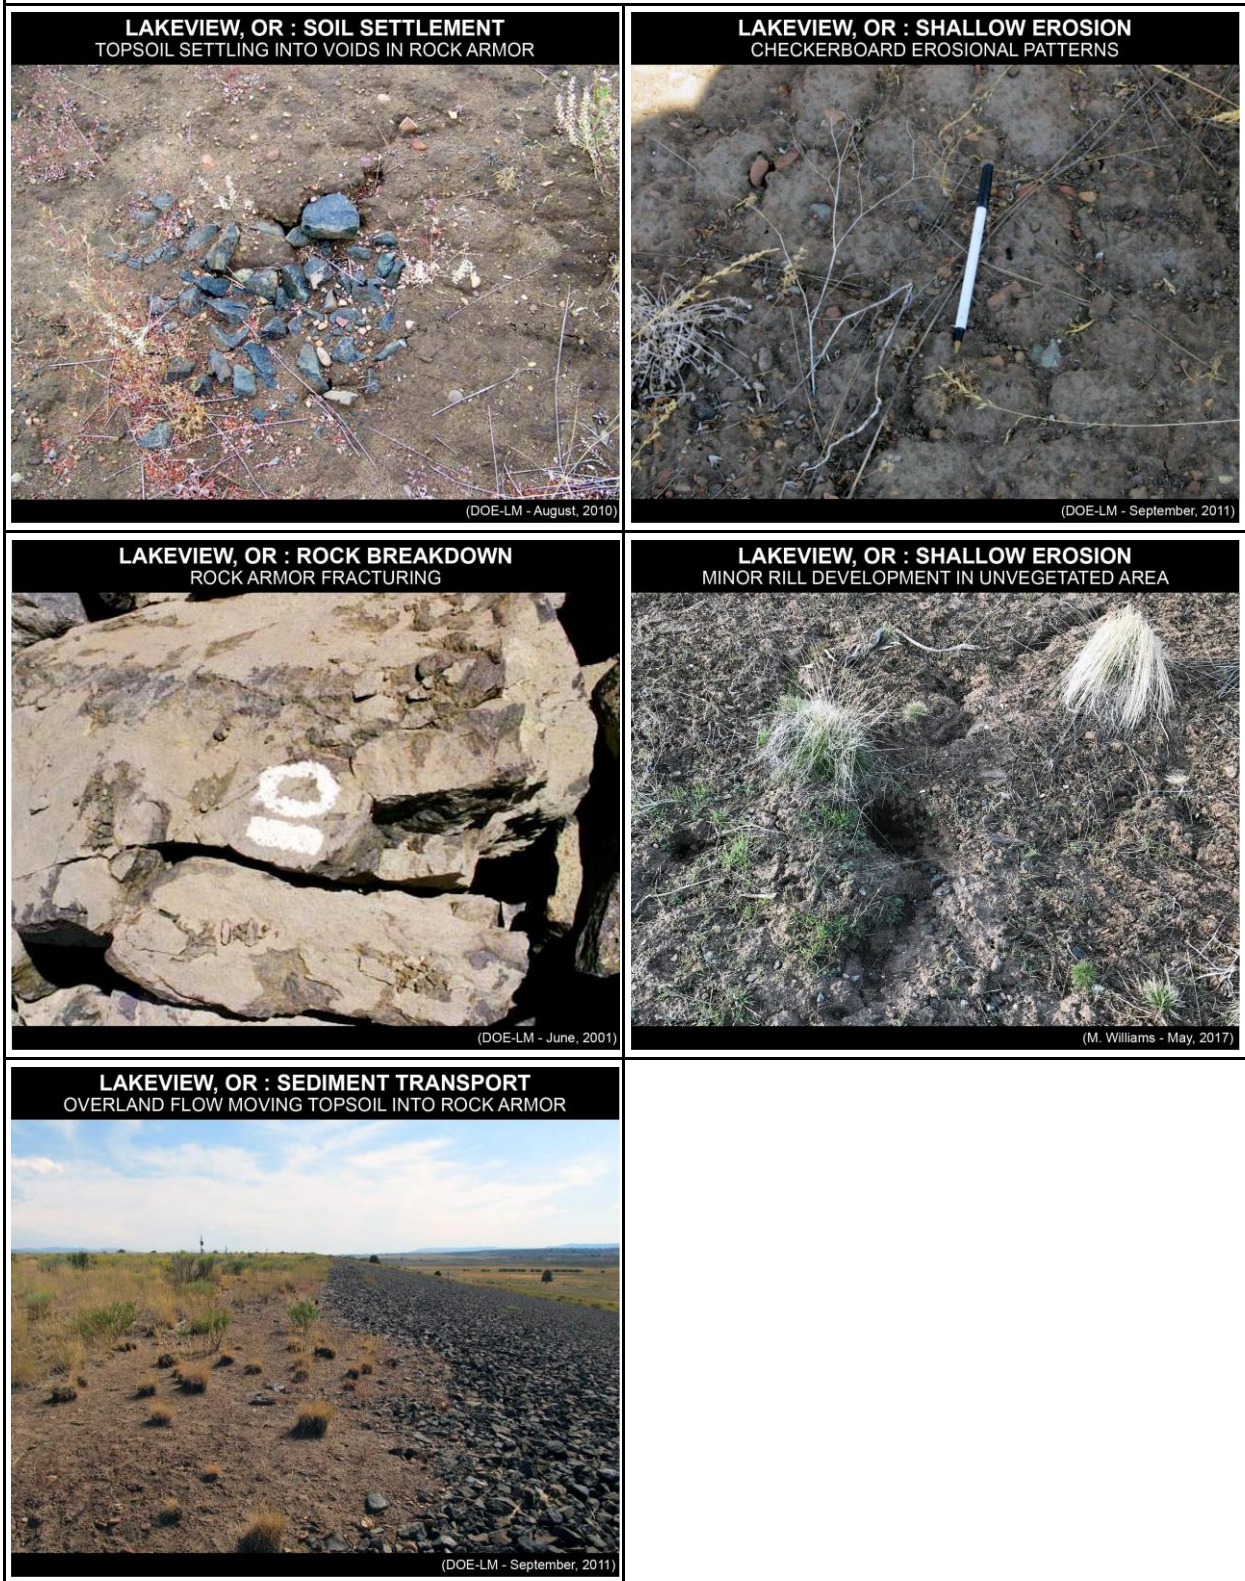 LAKEVIEW, OR : SOIL SETTLEMENT
TOPSOIL SETTLING INTO VOIDS IN ROCK ARMOR
(DOE-LM - August, 2010)
LAKEVIEW, OR : SHALLOW EROSION
CHECKERBOARD EROSIONAL PATTERNS
(DOE-LM - September, 2011)
LAKEVIEW, OR : ROCK BREAKDOWN
ROCK ARMOR FRACTURING
10
(DOE-LM - June, 2001)
LAKEVIEW, OR : SHALLOW EROSION
MINOR RILL DEVELOPMENT IN UNVEGETATED AREA
(M. Williams - May, 2017)
LAKEVIEW, OR : SEDIMENT TRANSPORT
OVERLAND FLOW MOVING TOPSOIL INTO ROCK ARMOR
(DOE-LM - September, 2011)